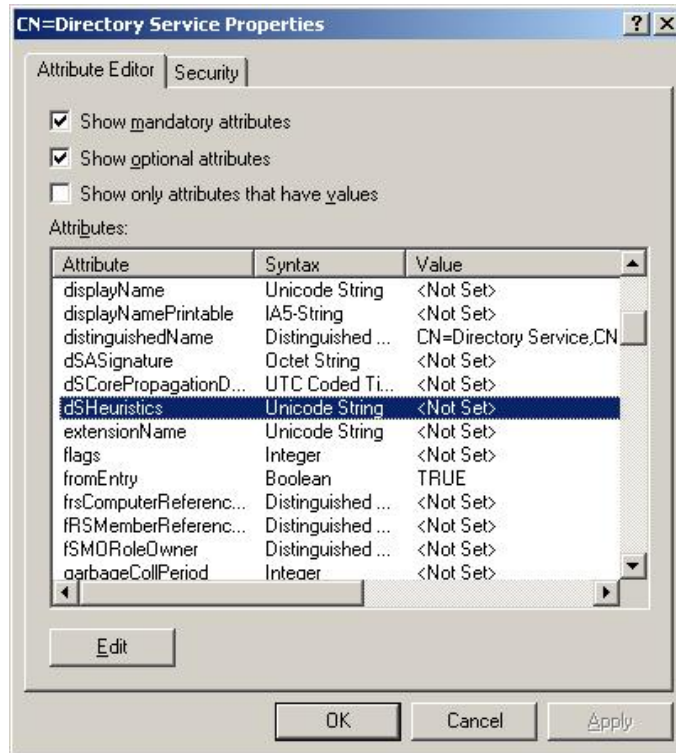 CN=Directory Service Properties
Attribute Editor Security
Show mandatory attributes
Show optional attributes
Show only attributes that have values
Attributes:
Attribute Syntax Value
displayName Unicode String <Not Set>
displayNamePrintable IA5-String <Not Set>
distinguishedName Distinguished ... CN=Directory Service,CN
dSASignature Octet String <Not Set>
dSCorePropagationD... UTC Coded Ti... <Not Set>
dSHeuristics Unicode String <Not Set>
extensionName Unicode String <Not Set>
flags Integer <Not Set>
fromEntry Boolean TRUE
frsComputerReferenc... Distinguished ... <Not Set>
fRSMemberReferenc... Distinguished ... <Not Set>
fSMORoleOwner Distinguished ... <Not Set>
garbageCollPeriod Integer <Not Set>
Edit
OK Cancel Apply